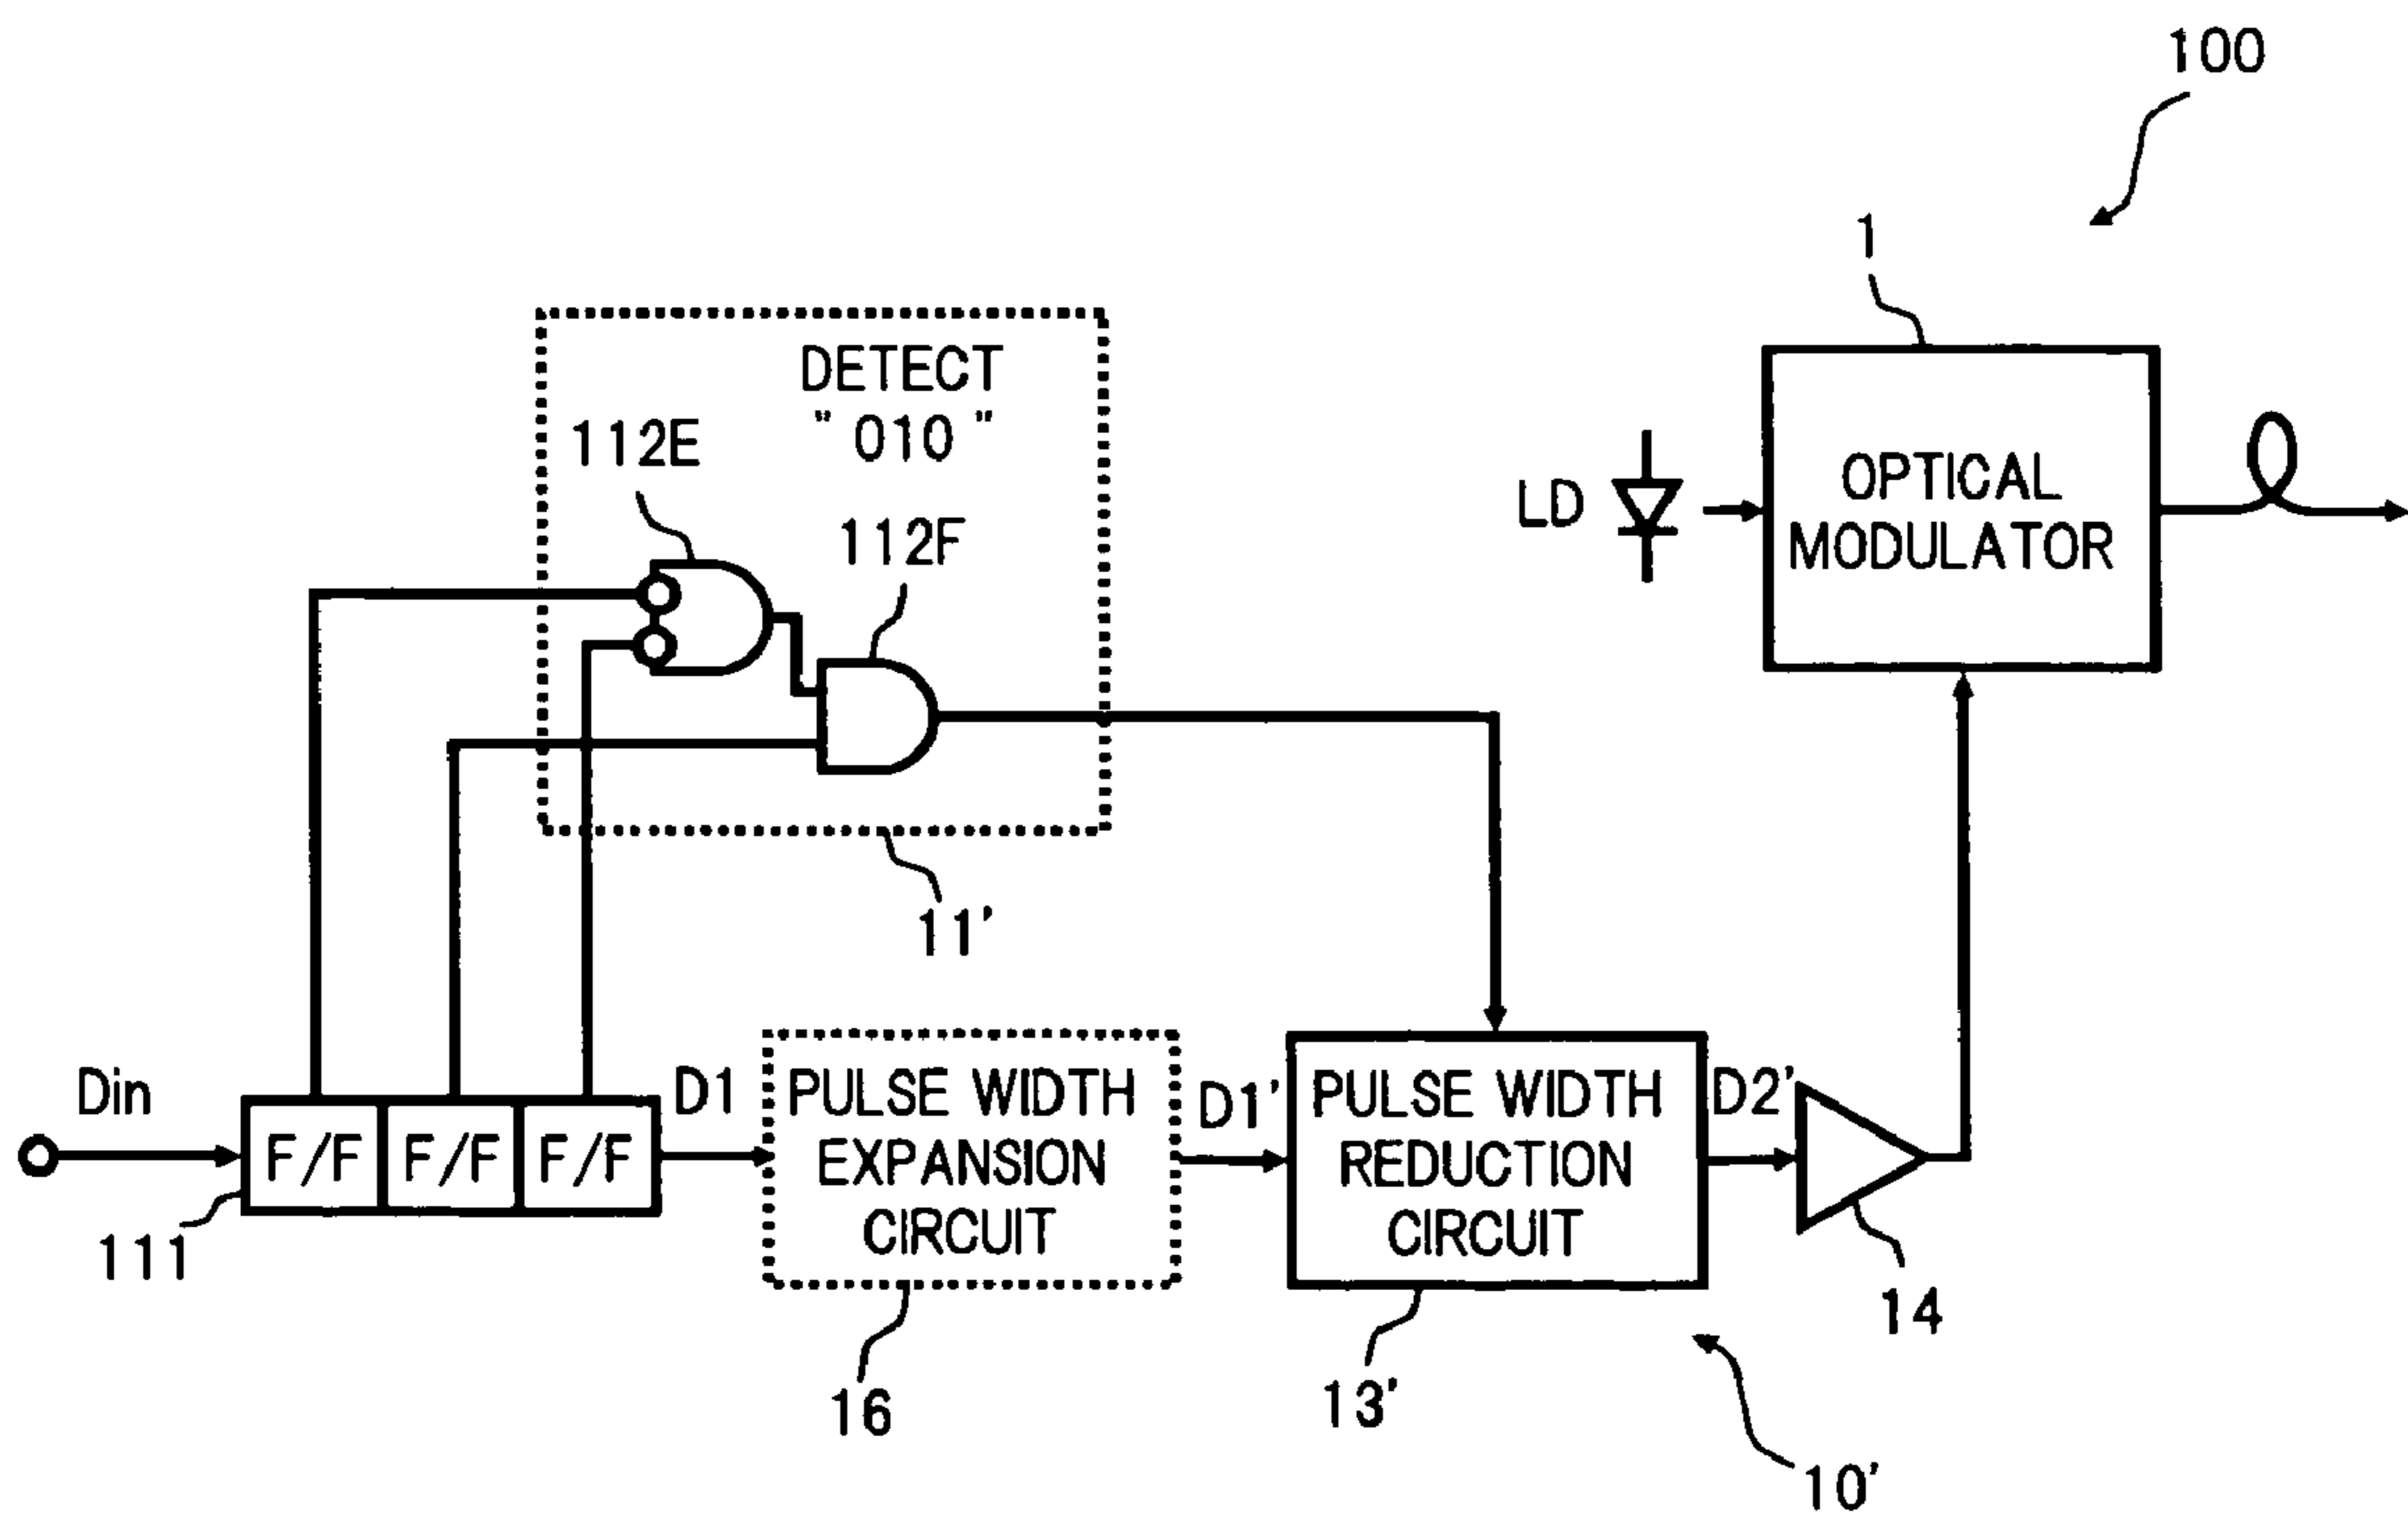 100
1
DETECT
" 010 "
112E
112F
LD
OPTICAL
MODULATOR
11'
Din
F/F F/F F/F
111
D1
PULSE WIDTH
EXPANSION
CIRCUIT
16
D1'
PULSE WIDTH
REDUCTION
CIRCUIT
13'
D2'
14
10'